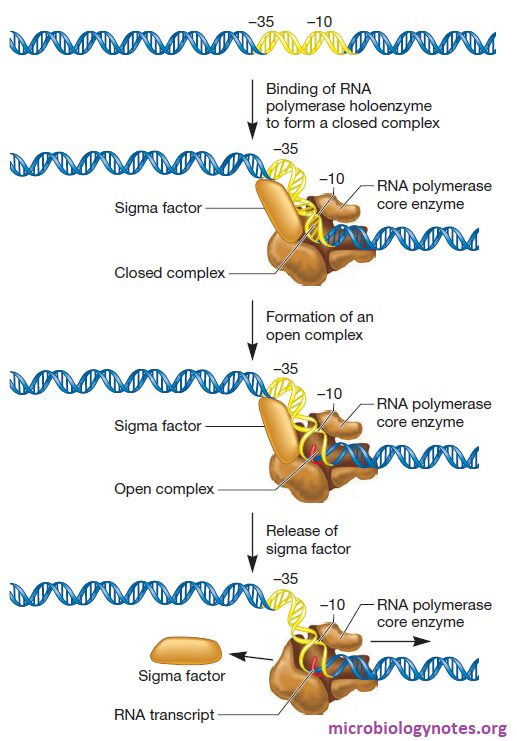 −35
−10
Binding of RNA
polymerase holoenzyme
to form a closed complex
−35
−10
RNA polymerase
core enzyme
Sigma factor
Closed complex
Formation of an
open complex
−35
−10
RNA polymerase
core enzyme
Sigma factor
Open complex
Release of
sigma factor
−35
−10
RNA polymerase
core enzyme
Sigma factor
RNA transcript
microbiologynotes.org